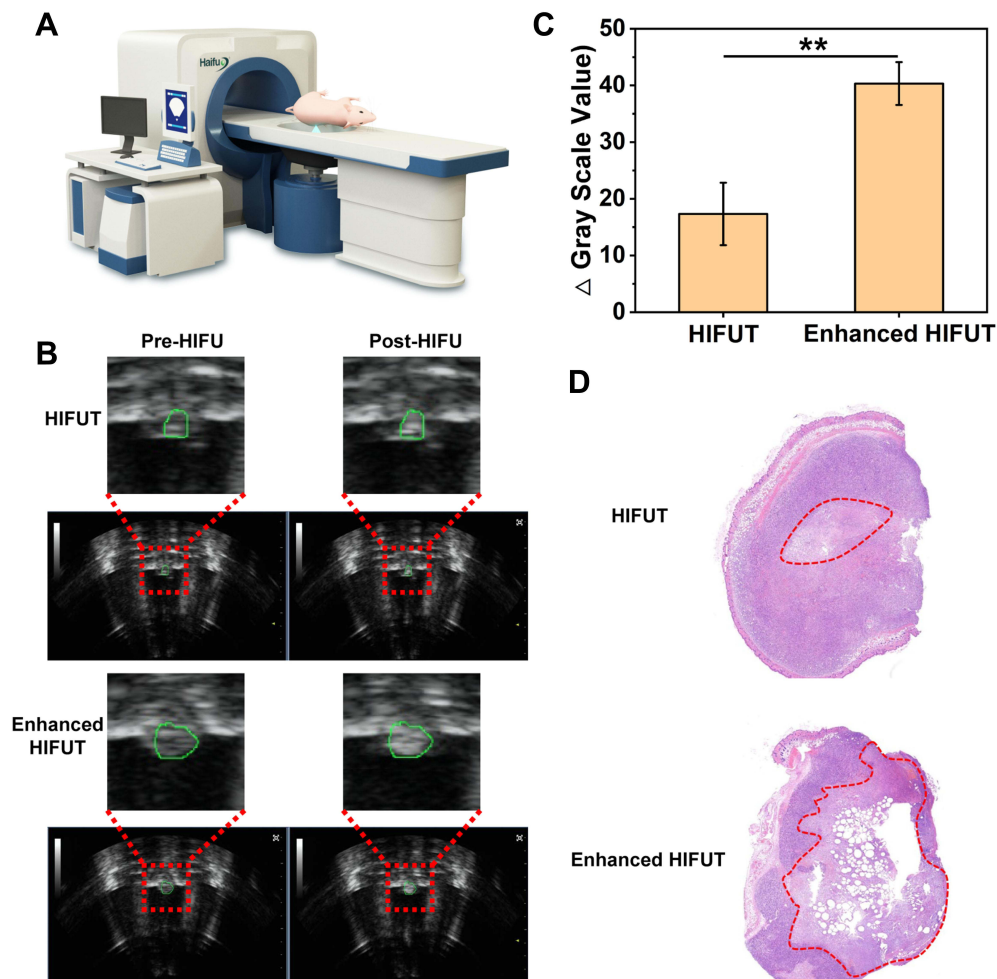 A
Haifu
B
Pre-HIFU
Post-HIFU
HIFUT
Enhanced
HIFUT
C
△ Gray Scale Value)
50
40
30
20
10
0
**
HIFUT
Enhanced HIFUT
D
HIFUT
Enhanced HIFUT